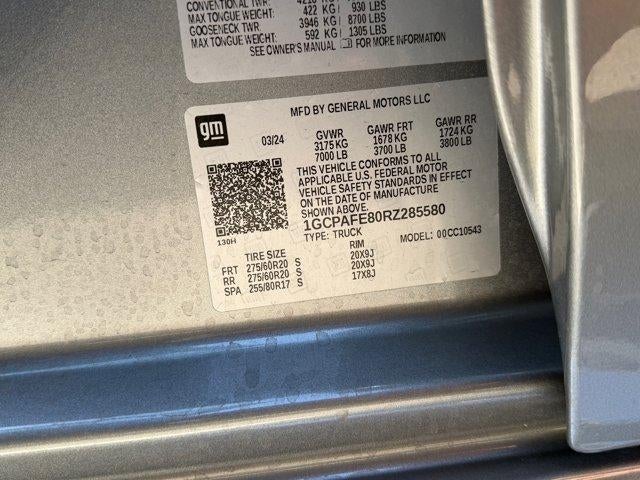 CONVENTIONAL TWR: 4218 KG/ 9300 LBS
MAX TONGUE WEIGHT: 422 KG/ 930 LBS
GOOSENECK TWR: 3946 KG/ 8700 LBS
MAX TONGUE WEIGHT: 592 KG/ 1305 LBS
SEE OWNER'S MANUAL FOR MORE INFORMATION
MFD BY GENERAL MOTORS LLC
gm
03/24 GVWR GAWR FRT GAWR RR
3175 KG 1678 KG 1724 KG
7000 LB 3700 LB 3800 LB
THIS VEHICLE CONFORMS TO ALL
APPLICABLE U.S. FEDERAL MOTOR
VEHICLE SAFETY STANDARDS IN EFFECT
ON THE DATE OF MANUFACTURE
SHOWN ABOVE.
1GCPAFE80RZ285580
130H
TYPE: TRUCK MODEL: 00CC10543
TIRE SIZE RIM
FRT 275/60R20 S 20X9J
RR 275/60R20 S 20X9J
SPA 255/80R17 S 17X8J